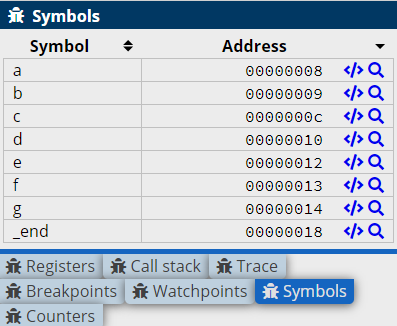 Symbols
Symbol Address
a 00000008
b 00000009
c 0000000c
d 00000010
e 00000012
f 00000013
g 00000014
_end 00000018
Registers Call stack Trace
Breakpoints Watchpoints Symbols
Counters